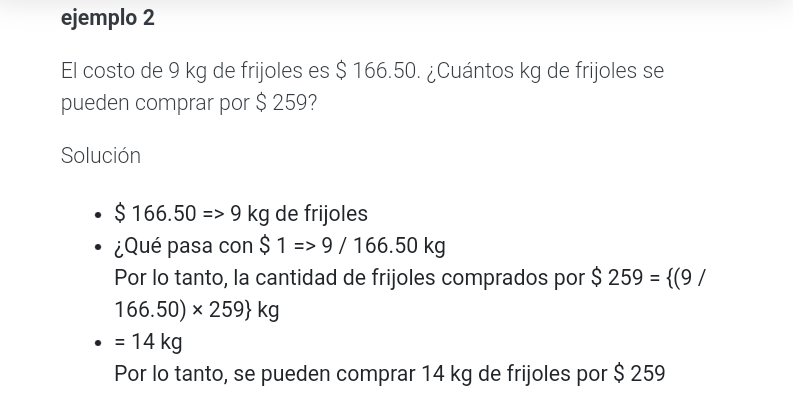 ejemplo 2
El costo de 9 kg de frijoles es $ 166.50. ¿Cuántos kg de frijoles se
pueden comprar por $ 259?
Solución
• $ 166.50 => 9 kg de frijoles
• ¿Qué pasa con $ 1 => 9 / 166.50 kg
Por lo tanto, la cantidad de frijoles comprados por $ 259 = {(9 /
166.50) × 259} kg
• = 14 kg
Por lo tanto, se pueden comprar 14 kg de frijoles por $ 259